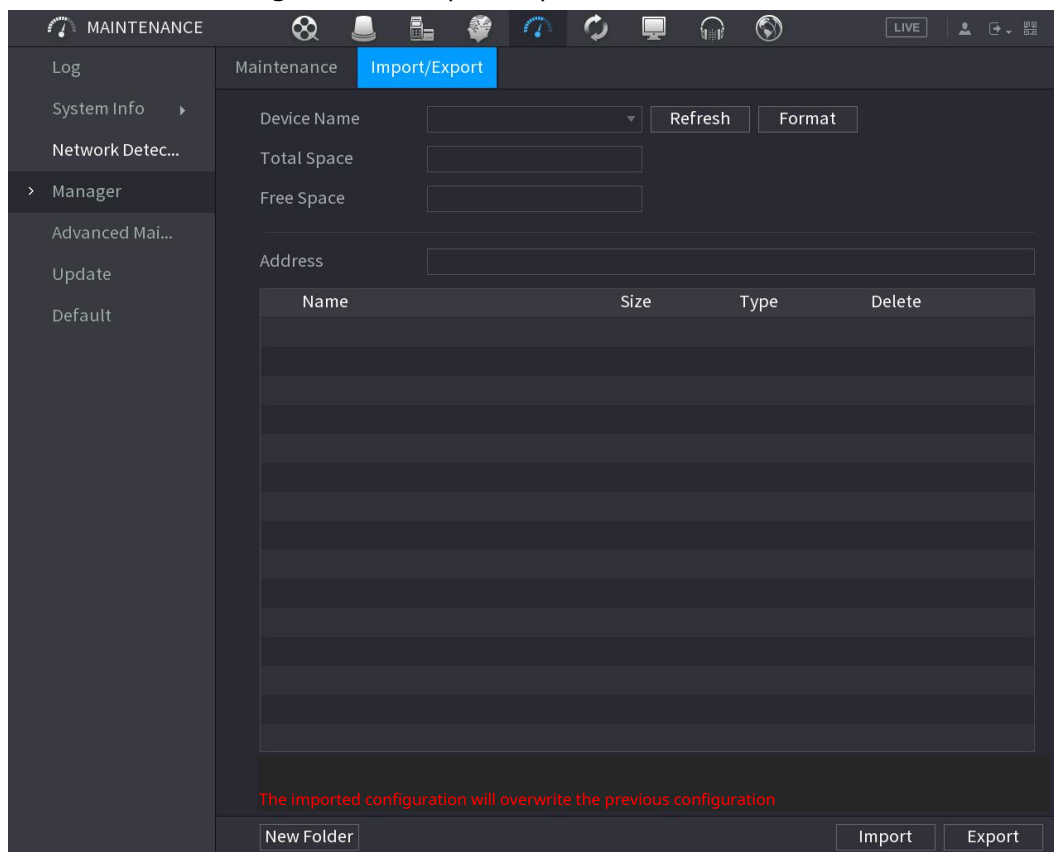 MAINTENANCE
LIVE
Log
System Info
Network Detec...
Manager
Advanced Mai...
Update
Default
Maintenance
Import/Export
Device Name
Refresh
Format
Total Space
Free Space
Address
Name Size Type Delete
The imported configuration will overwrite the previous configuration
New Folder
Import
Export